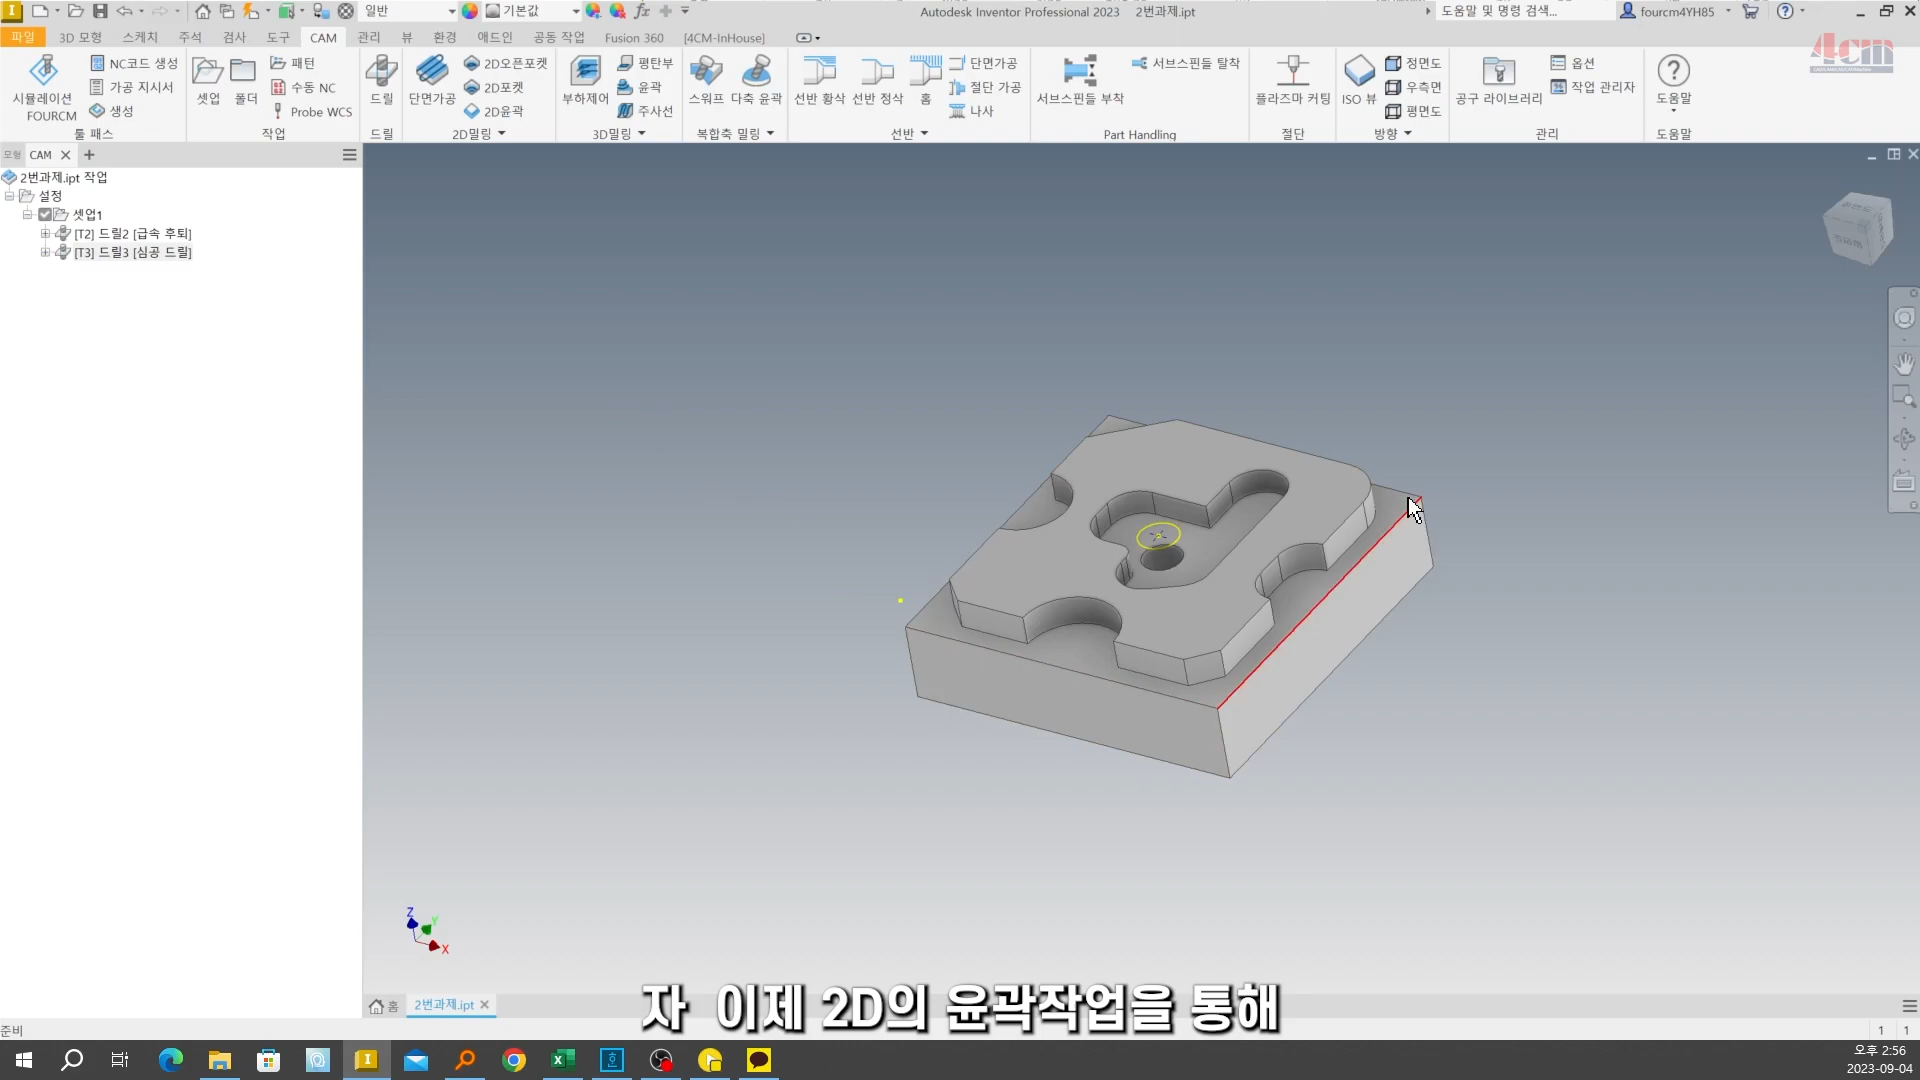 일반
기본값
Autodesk Inventor Professional 2023 2번과제.ipt
도움말 및 명령 검색...
fourcm4YH85
파일 3D 모형 스케치 주석 검사 도구 CAM 관리 뷰 환경 애드인 공동 작업 Fusion 360 [4CM-InHouse]
4cm
시뮬레이션
FOURCM
NC코드 생성
가공 지시서
생성
툴 패스
셋업
폴더
패턴
수동 NC
Probe WCS
작업
드릴
드릴
단면가공
2D오픈포켓
2D포켓
2D윤곽
2D밀링
부하제어
평탄부
윤곽
주사선
3D밀링
스워프
다축 윤곽
복합축 밀링
선반 황삭
선반 정삭
홈
단면가공
절단 가공
나사
선반
서브스핀들 부착
서브스핀들 탈착
Part Handling
플라즈마 커팅
절단
ISO 뷰
정면도
우측면
평면도
방향
공구 라이브러리
옵션
작업 관리자
관리
도움말
도움말
모형 CAM
2번과제.ipt 작업
설정
셋업1
[T2] 드릴2 [급속 후퇴]
[T3] 드릴3 [심공 드릴]
Z
Y
X
홈 2번과제.ipt
자 이제 2D의 윤곽작업을 통해
준비
1 1
오후 2:56
2023-09-04